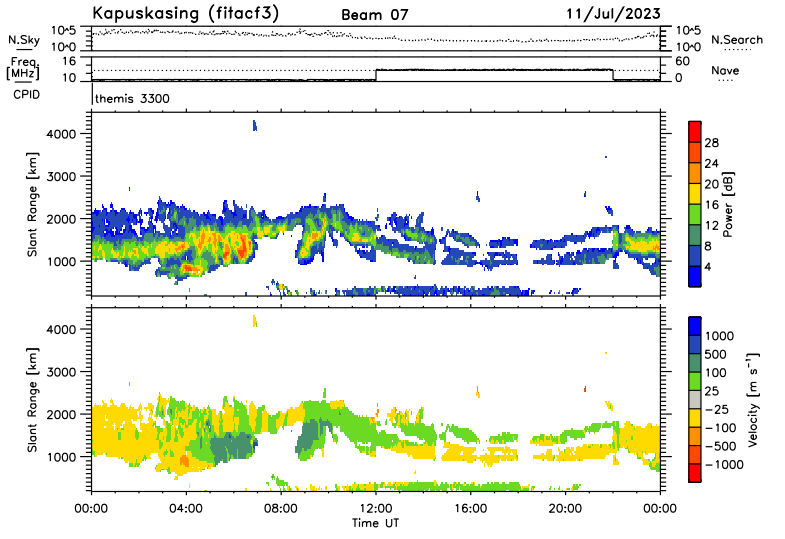 Kapuskasing (fitacf3) Beam 07 11/Jul/2023
N.Sky 10^5 10^0 10^5 10^0 N.Search
Freq. [MHz] 16 10 60 0 Nave
CPID themis 3300
Slant Range [km] 4000 3000 2000 1000
28 24 20 16 12 8 4 Power [dB]
Slant Range [km] 4000 3000 2000 1000
1000 500 100 25 −25 −100 −500 −1000 Velocity [m s^−1]
00:00 04:00 08:00 12:00 16:00 20:00 00:00
Time UT